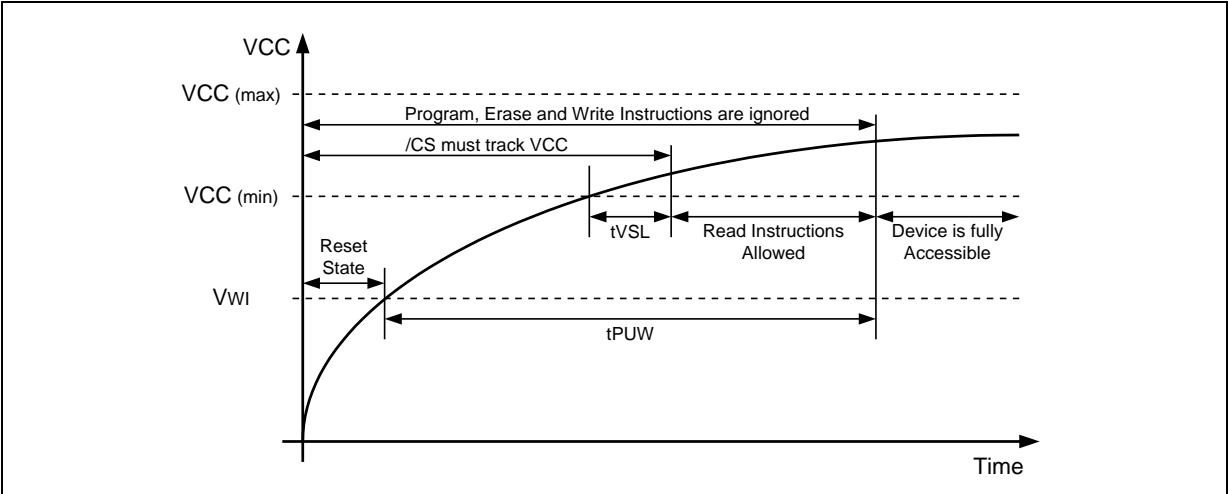 VCC
VCC (max)
Program, Erase and Write Instructions are ignored
/CS must track VCC
VCC (min)
tVSL
Read Instructions
Allowed
Device is fully
Accessible
Reset
State
VWI
tPUW
Time